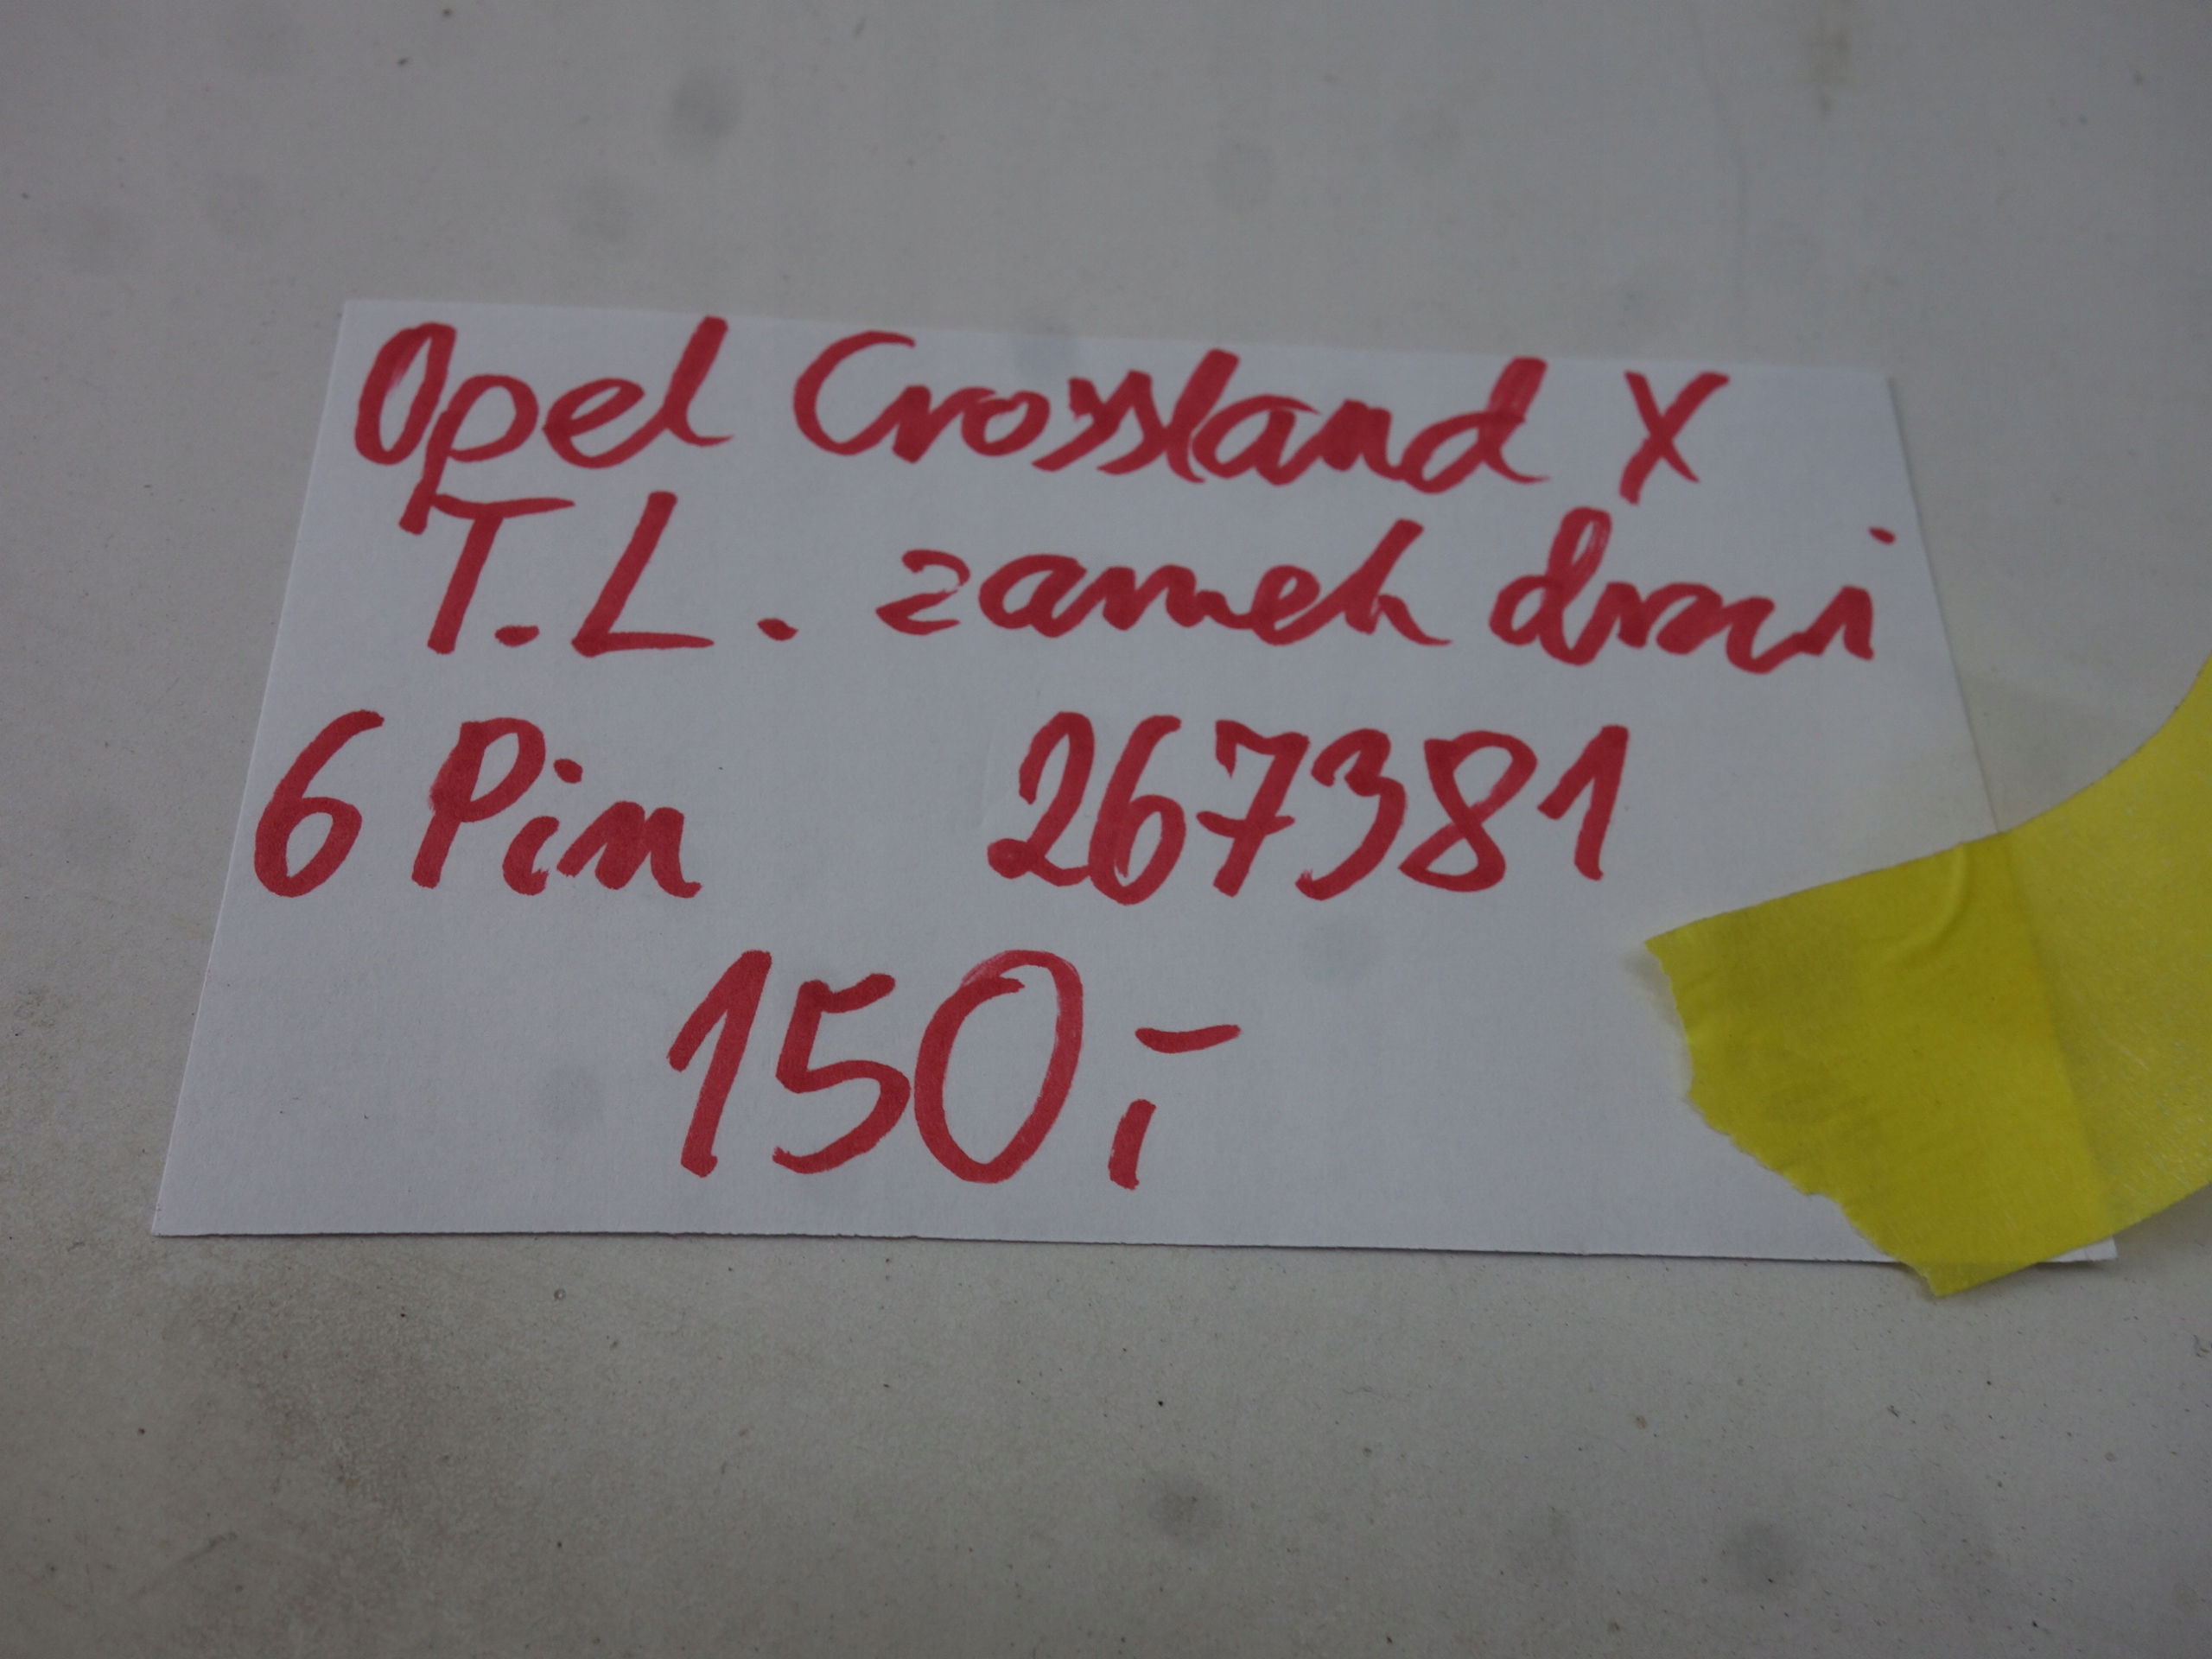 Opel Crossland X
T.L. zamek drzwi
6 Pin 267381
150,-